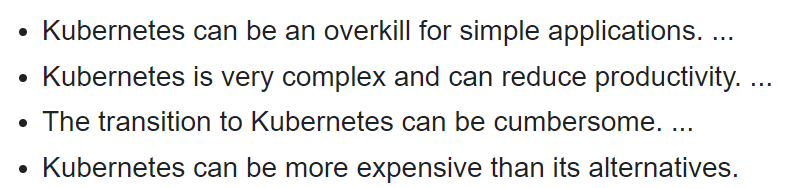 • Kubernetes can be an overkill for simple applications. ...
• Kubernetes is very complex and can reduce productivity. ...
• The transition to Kubernetes can be cumbersome. ...
• Kubernetes can be more expensive than its alternatives.